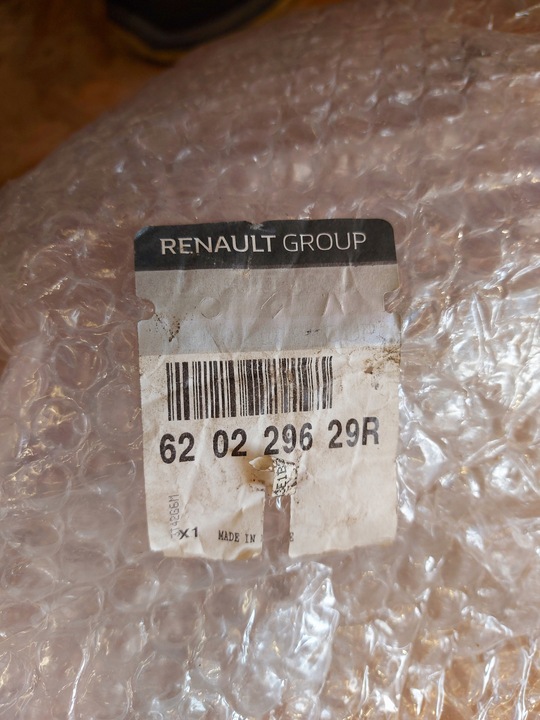 RENAULT GROUP
62 02 296 29R
x1 MADE IN